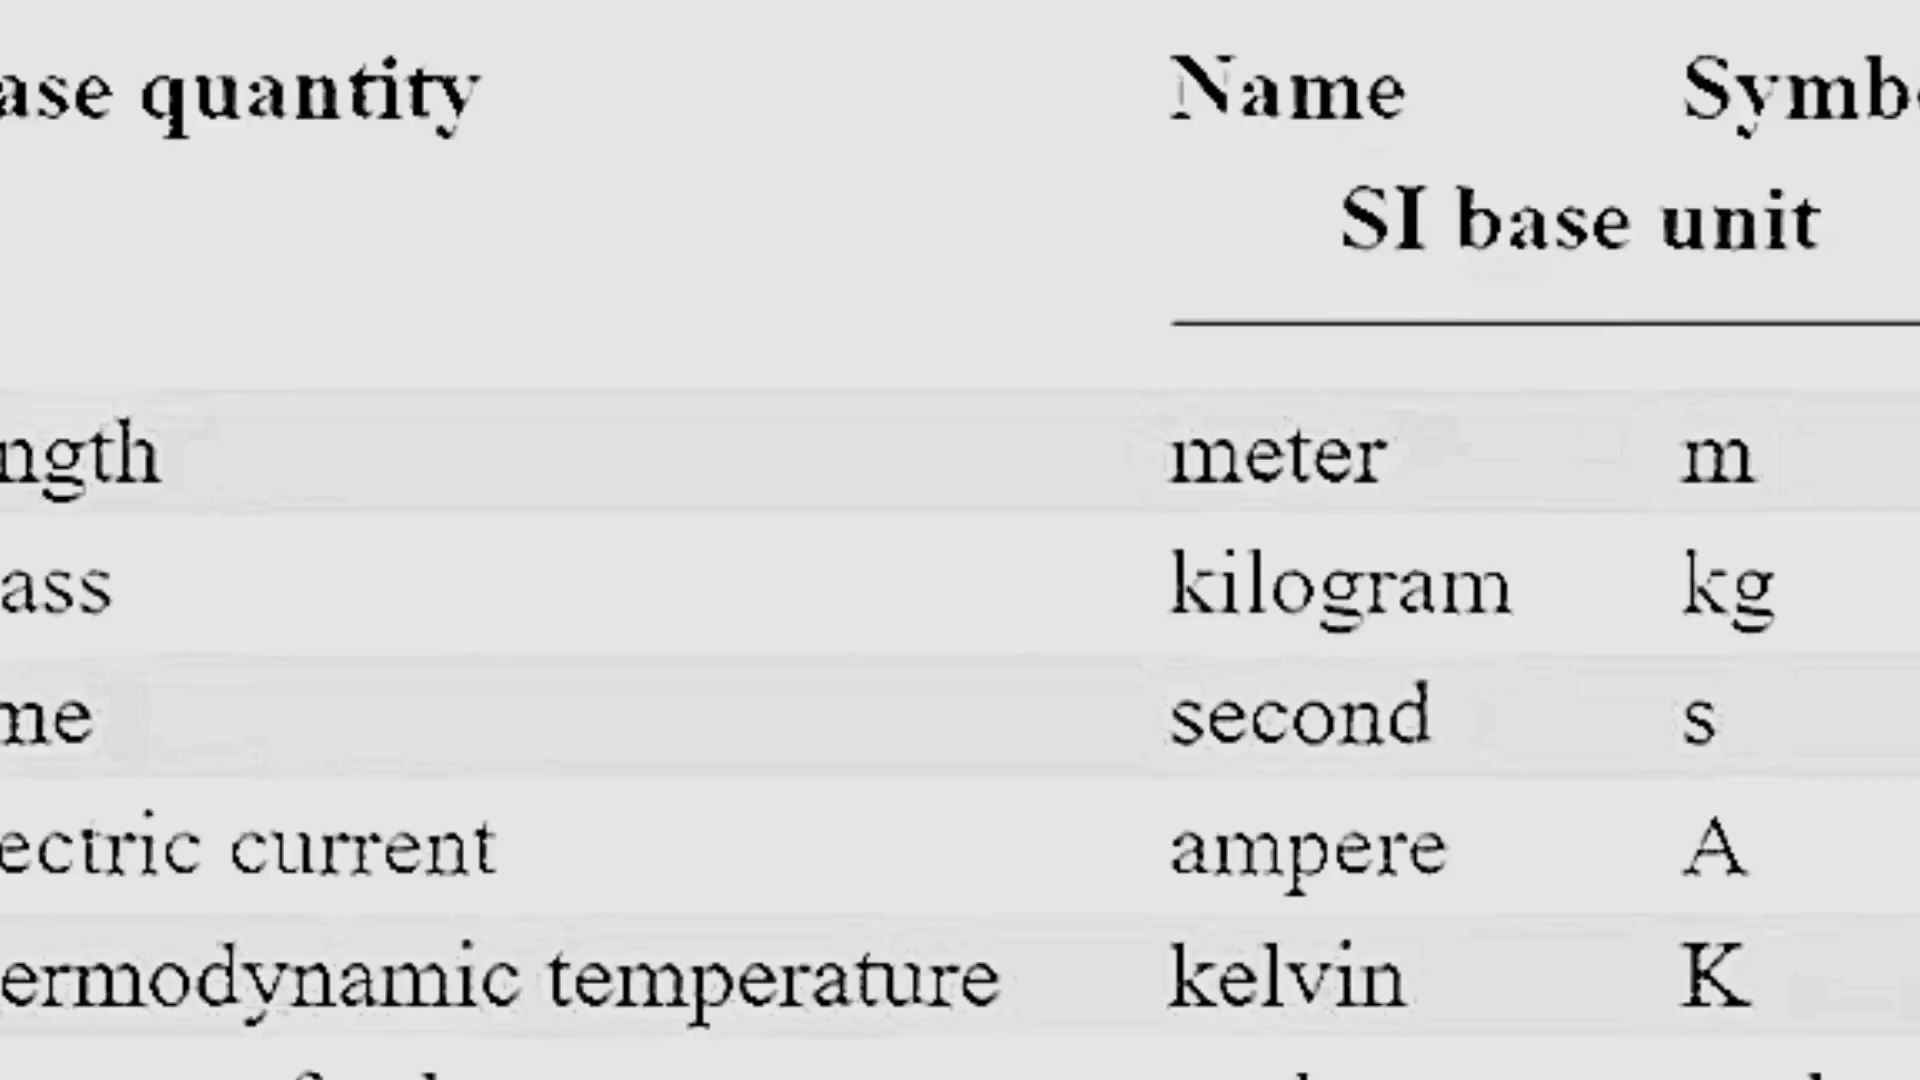 ase quantity Name Symb
SI base unit
ngth meter m
ass kilogram kg
me second s
ectric current ampere A
ermodynamic temperature kelvin K